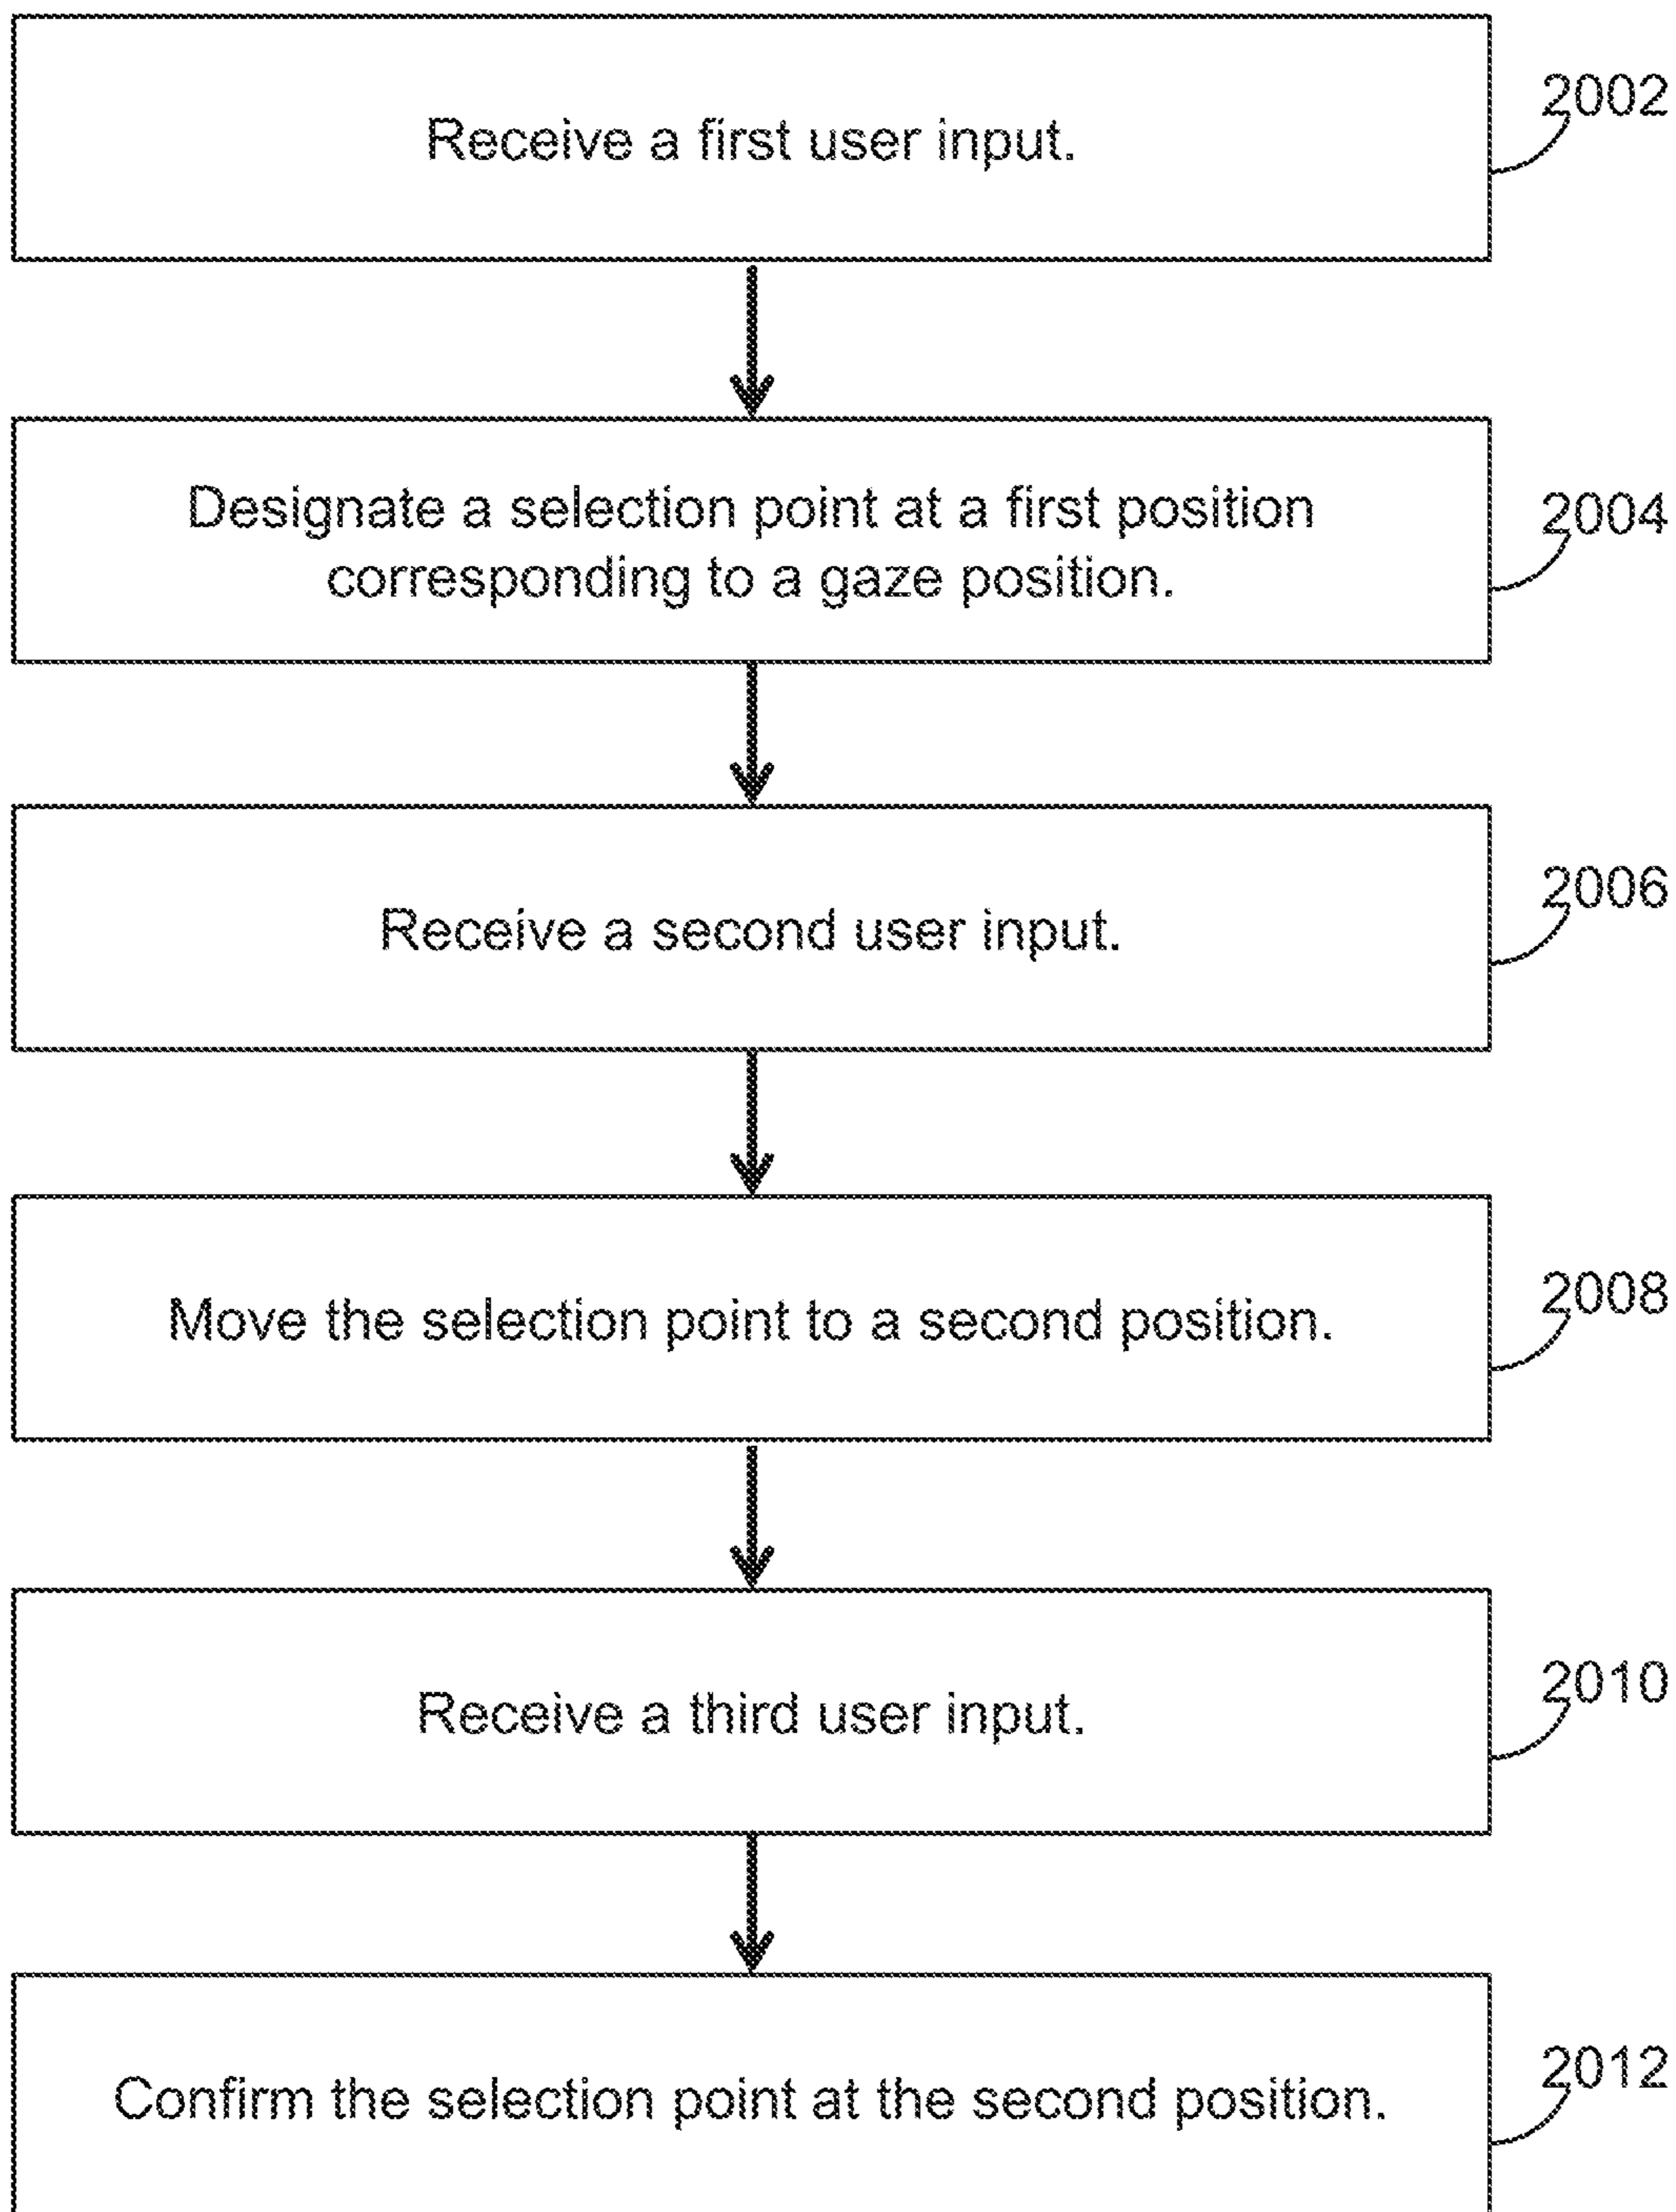 Receive a first user input.
2002
Designate a selection point at a first position
corresponding to a gaze position.
2004
Receive a second user input.
2006
Move the selection point to a second position.
2008
Receive a third user input.
2010
Confirm the selection point at the second position.
2012